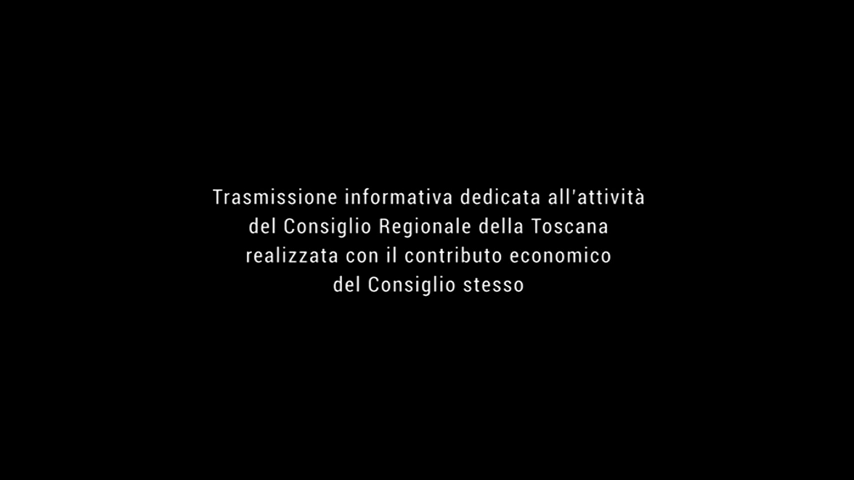 Trasmissione informativa dedicata all'attività
del Consiglio Regionale della Toscana
realizzata con il contributo economico
del Consiglio stesso